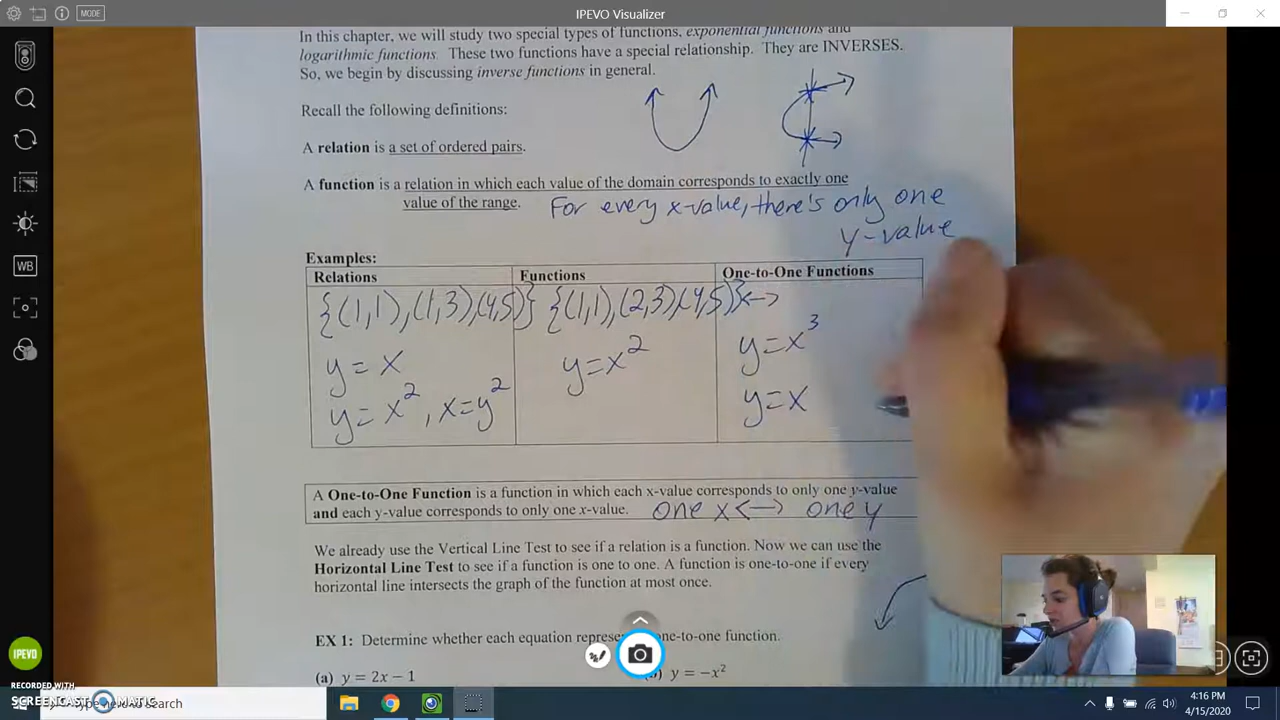 MODE
IPEVO Visualizer
In this chapter, we will study two special types of functions, exponential functions and
logarithmic functions. These two functions have a special relationship. They are INVERSES.
So, we begin by discussing inverse functions in general.
Recall the following definitions:
A relation is a set of ordered pairs.
A function is a relation in which each value of the domain corresponds to exactly one
value of the range. For every x-value, there's only one
y-value
Examples:
Relations Functions One-to-One Functions
{(1,1),(1,3),(4,5)} {(1,1),(2,3)(4,5)}<->
y=x y=x² y=x³
y=x², x=y² y=x
A One-to-One Function is a function in which each x-value corresponds to only one y-value
and each y-value corresponds to only one x-value. one x <-> one y
We already use the Vertical Line Test to see if a relation is a function. Now we can use the
Horizontal Line Test to see if a function is one to one. A function is one-to-one if every
horizontal line intersects the graph of the function at most once.
EX 1: Determine whether each equation one-to-one function.
(a) y = 2x − 1 y = −x²
WB
IPEVO
RECORDED WITH
SCREENCAST MATIC
search
4:16 PM
4/15/2020